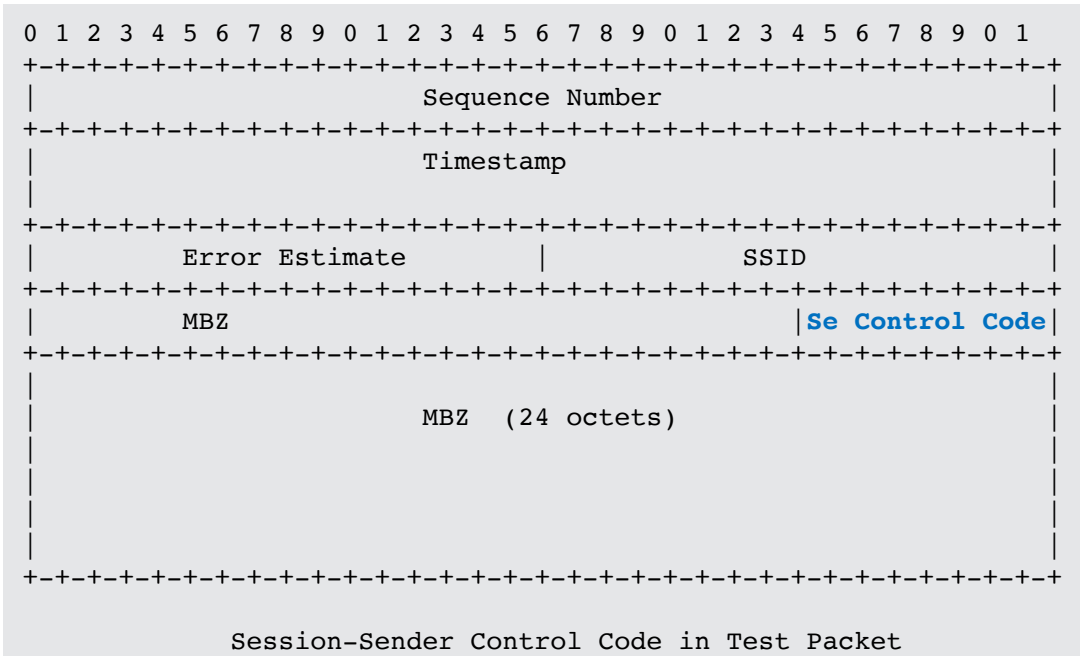 0 1 2 3 4 5 6 7 8 9 0 1 2 3 4 5 6 7 8 9 0 1 2 3 4 5 6 7 8 9 0 1
+-+-+-+-+-+-+-+-+-+-+-+-+-+-+-+-+-+-+-+-+-+-+-+-+-+-+-+-+-+-+-+-+
|                        Sequence Number                        |
+-+-+-+-+-+-+-+-+-+-+-+-+-+-+-+-+-+-+-+-+-+-+-+-+-+-+-+-+-+-+-+-+
|                        Timestamp                              |
|                                                               |
+-+-+-+-+-+-+-+-+-+-+-+-+-+-+-+-+-+-+-+-+-+-+-+-+-+-+-+-+-+-+-+-+
|         Error Estimate        |            SSID               |
+-+-+-+-+-+-+-+-+-+-+-+-+-+-+-+-+-+-+-+-+-+-+-+-+-+-+-+-+-+-+-+-+
|         MBZ                                   |Se Control Code|
+-+-+-+-+-+-+-+-+-+-+-+-+-+-+-+-+-+-+-+-+-+-+-+-+-+-+-+-+-+-+-+-+
|                                                               |
|                        MBZ  (24 octets)                       |
|                                                               |
|                                                               |
|                                                               |
|                                                               |
+-+-+-+-+-+-+-+-+-+-+-+-+-+-+-+-+-+-+-+-+-+-+-+-+-+-+-+-+-+-+-+-+
Session-Sender Control Code in Test Packet